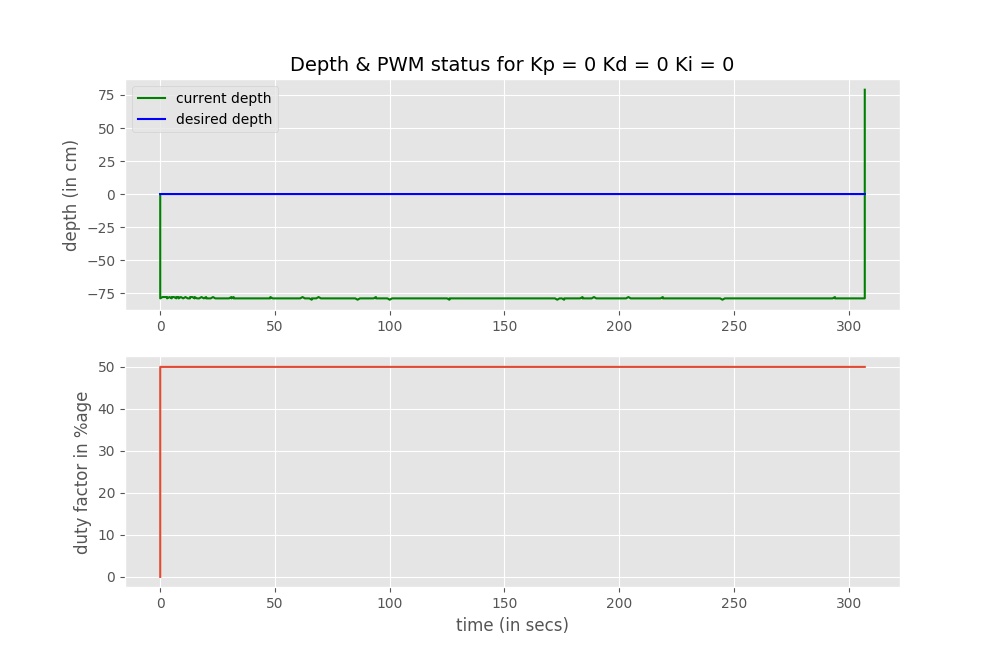 Depth & PWM status for Kp = 0 Kd = 0 Ki = 0
current depth
desired depth
depth (in cm)
75
50
25
0
−25
−50
−75
0 50 100 150 200 250 300
duty factor in %age
50
40
30
20
10
0
0 50 100 150 200 250 300
time (in secs)